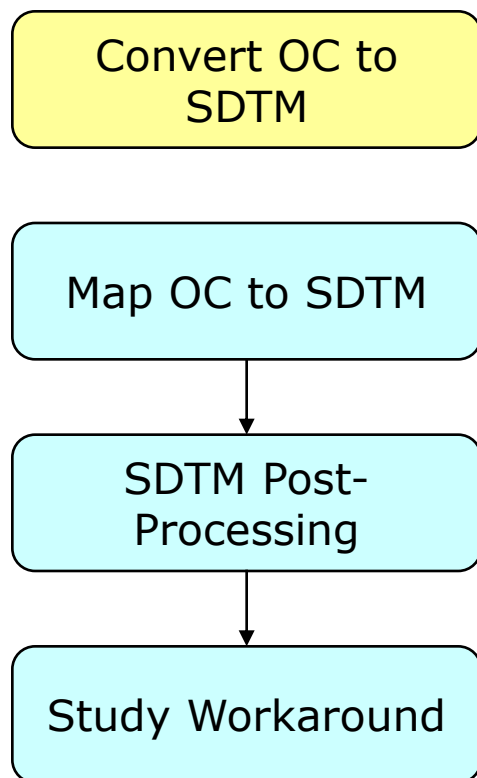 Convert OC to
SDTM
Map OC to SDTM
SDTM Post-
Processing
Study Workaround